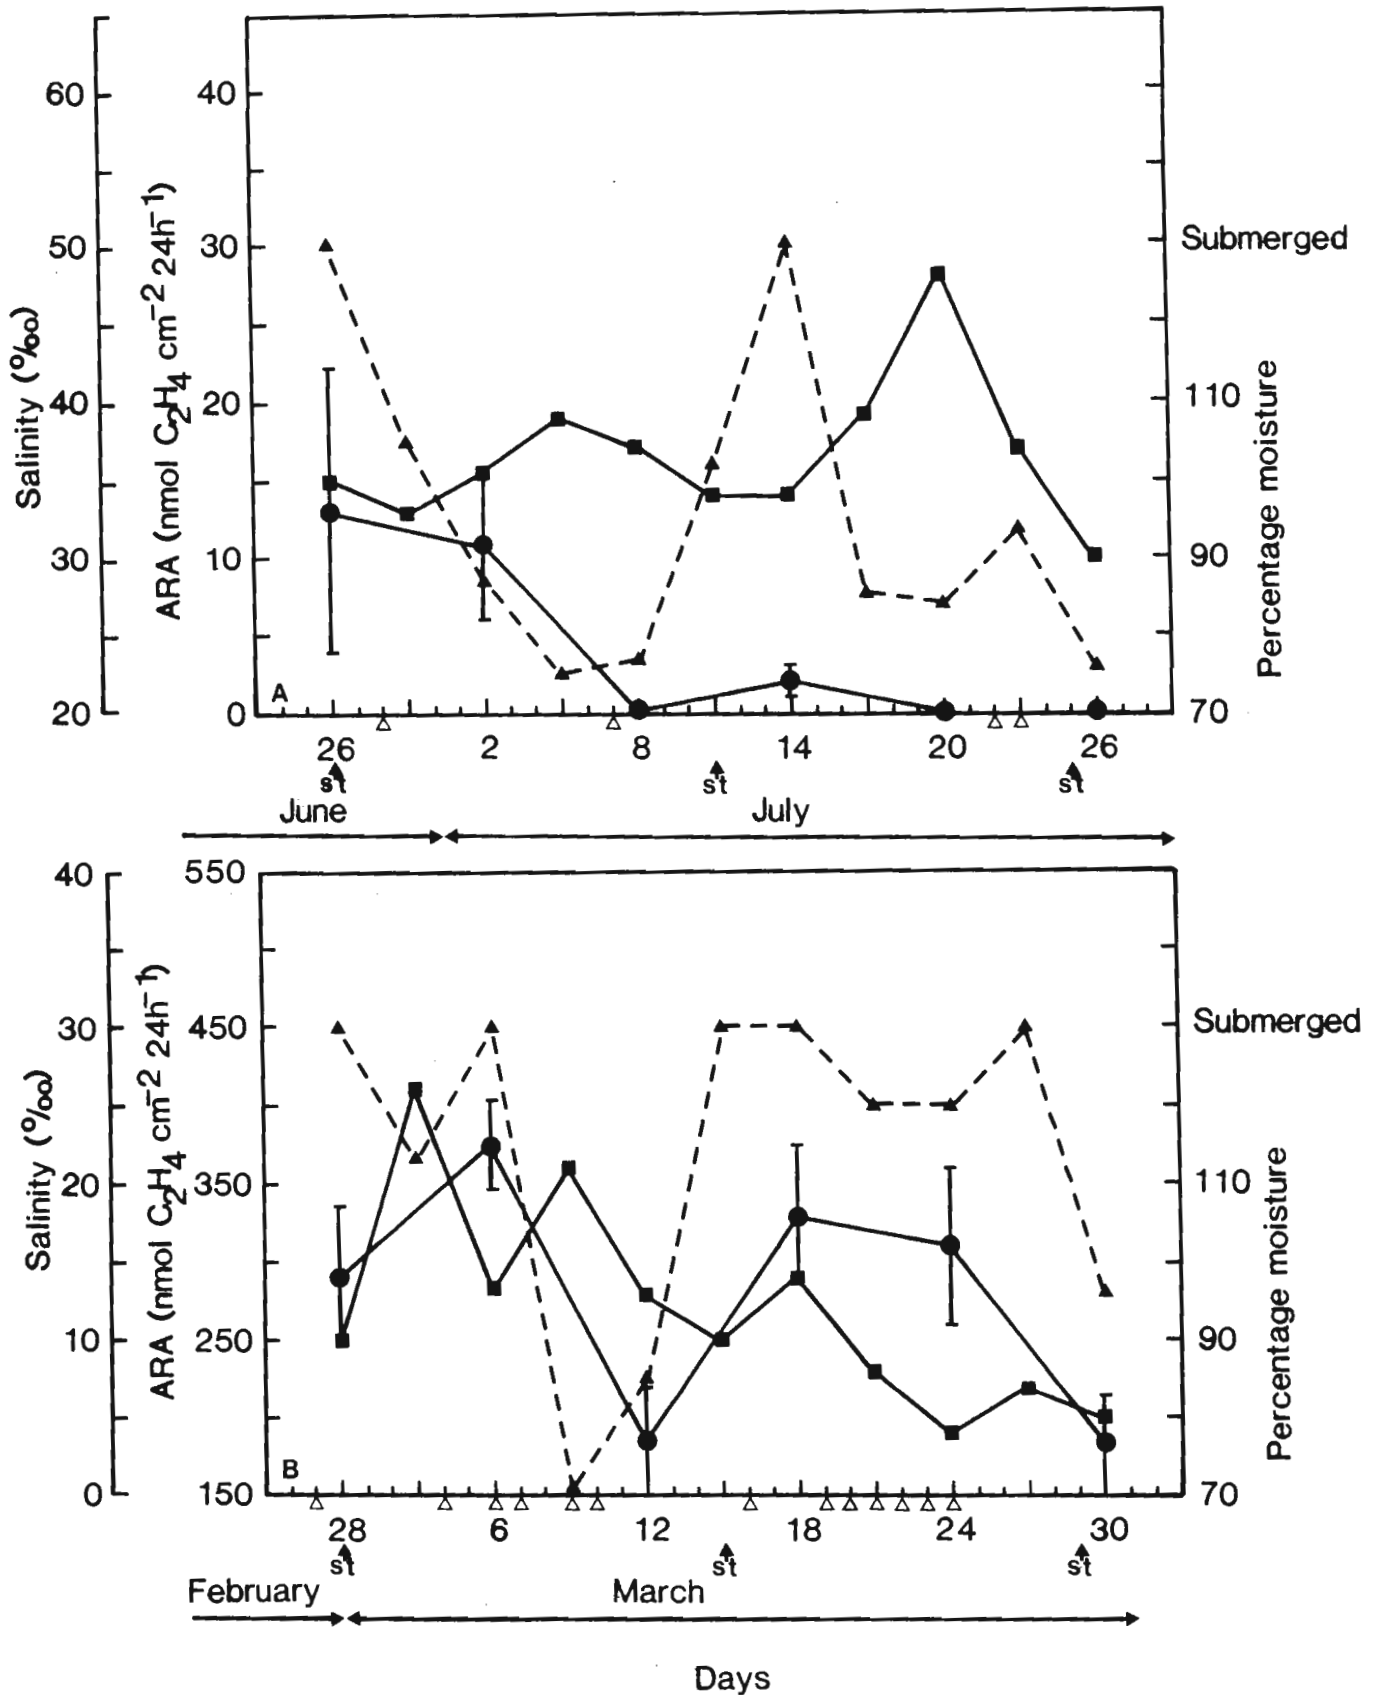 60
50
40
30
20
Salinity (‰)
40
30
20
10
0
ARA (nmol C2H4 cm−2 24h−1)
Submerged
110
90
70
Percentage moisture
A
26 2 8 14 20 26
st st st
June July
40
30
20
10
0
Salinity (‰)
550
450
350
250
150
ARA (nmol C2H4 cm−2 24h−1)
Submerged
110
90
70
Percentage moisture
B
28 6 12 18 24 30
st st st
February March
Days